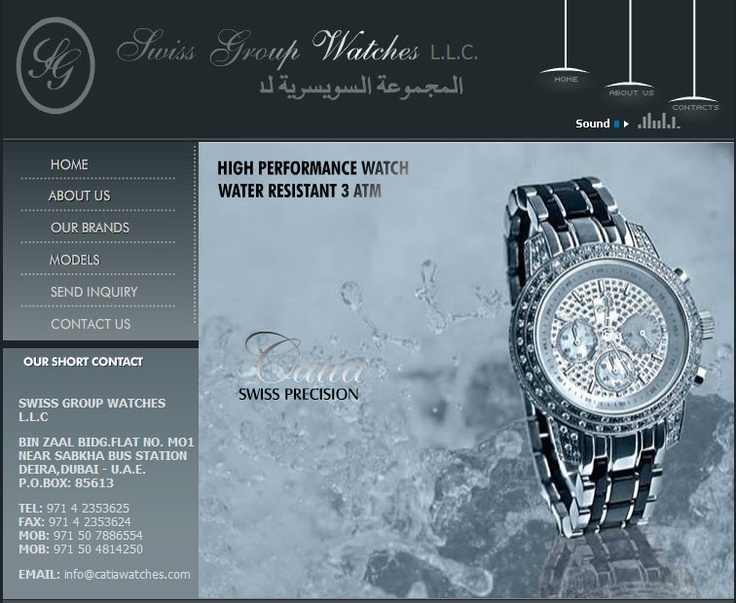 SG
Swiss Group Watches L.L.C.
المجموعة السويسرية لد
HOME
ABOUT US
CONTACTS
Sound
HOME
ABOUT US
OUR BRANDS
MODELS
SEND INQUIRY
CONTACT US
OUR SHORT CONTACT
SWISS GROUP WATCHES
L.L.C
BIN ZAAL BIDG.FLAT NO. MO1
NEAR SABKHA BUS STATION
DEIRA,DUBAI - U.A.E.
P.O.BOX: 85613
TEL: 971 4 2353625
FAX: 971 4 2353624
MOB: 971 50 7886554
MOB: 971 50 4814250
EMAIL: info@catiawatches.com
HIGH PERFORMANCE WATCH
WATER RESISTANT 3 ATM
Catia
SWISS PRECISION